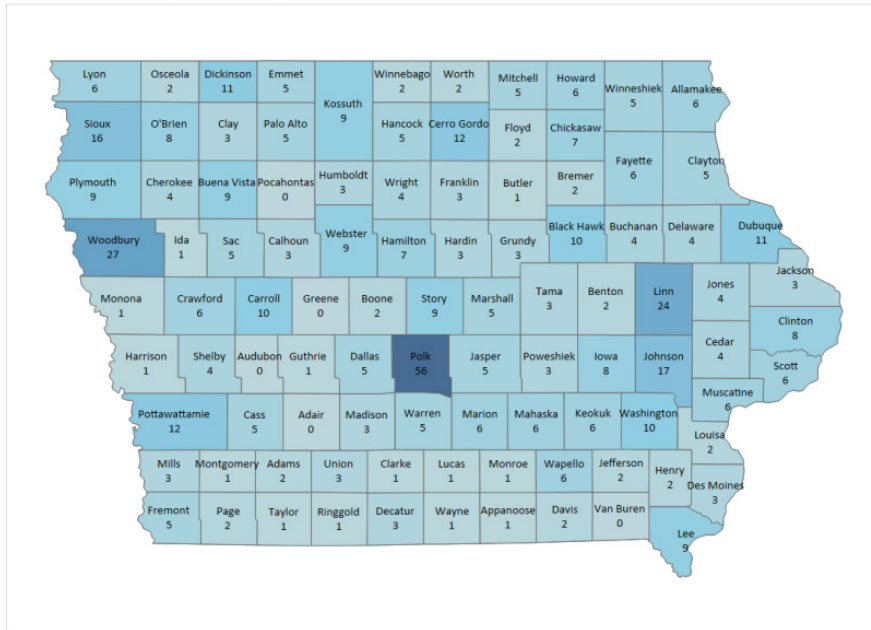 Lyon
6
Osceola
2
Dickinson
11
Emmet
5
Kossuth
9
Winnebago
2
Worth
2
Mitchell
5
Howard
6
Winneshiek
5
Allamakee
6
Sioux
16
O'Brien
8
Clay
3
Palo Alto
5
Hancock
5
Cerro Gordo
12
Floyd
2
Chickasaw
7
Fayette
6
Clayton
5
Plymouth
9
Cherokee
4
Buena Vista
9
Pocahontas
0
Humboldt
3
Wright
4
Franklin
3
Butler
1
Bremer
2
Woodbury
27
Ida
1
Sac
5
Calhoun
3
Webster
9
Hamilton
7
Hardin
3
Grundy
3
Black Hawk
10
Buchanan
4
Delaware
4
Dubuque
11
Monona
1
Crawford
6
Carroll
10
Greene
0
Boone
2
Story
9
Marshall
5
Tama
3
Benton
2
Linn
24
Jones
4
Jackson
3
Clinton
8
Harrison
1
Shelby
4
Audubon
0
Guthrie
1
Dallas
5
Polk
56
Jasper
5
Poweshiek
3
Iowa
8
Johnson
17
Cedar
4
Scott
6
Muscatine
6
Pottawattamie
12
Cass
5
Adair
0
Madison
3
Warren
5
Marion
6
Mahaska
6
Keokuk
6
Washington
10
Louisa
2
Mills
3
Montgomery
1
Adams
2
Union
3
Clarke
1
Lucas
1
Monroe
1
Wapello
6
Jefferson
2
Henry
2
Des Moines
3
Fremont
5
Page
2
Taylor
1
Ringgold
1
Decatur
3
Wayne
1
Appanoose
1
Davis
2
Van Buren
0
Lee
9